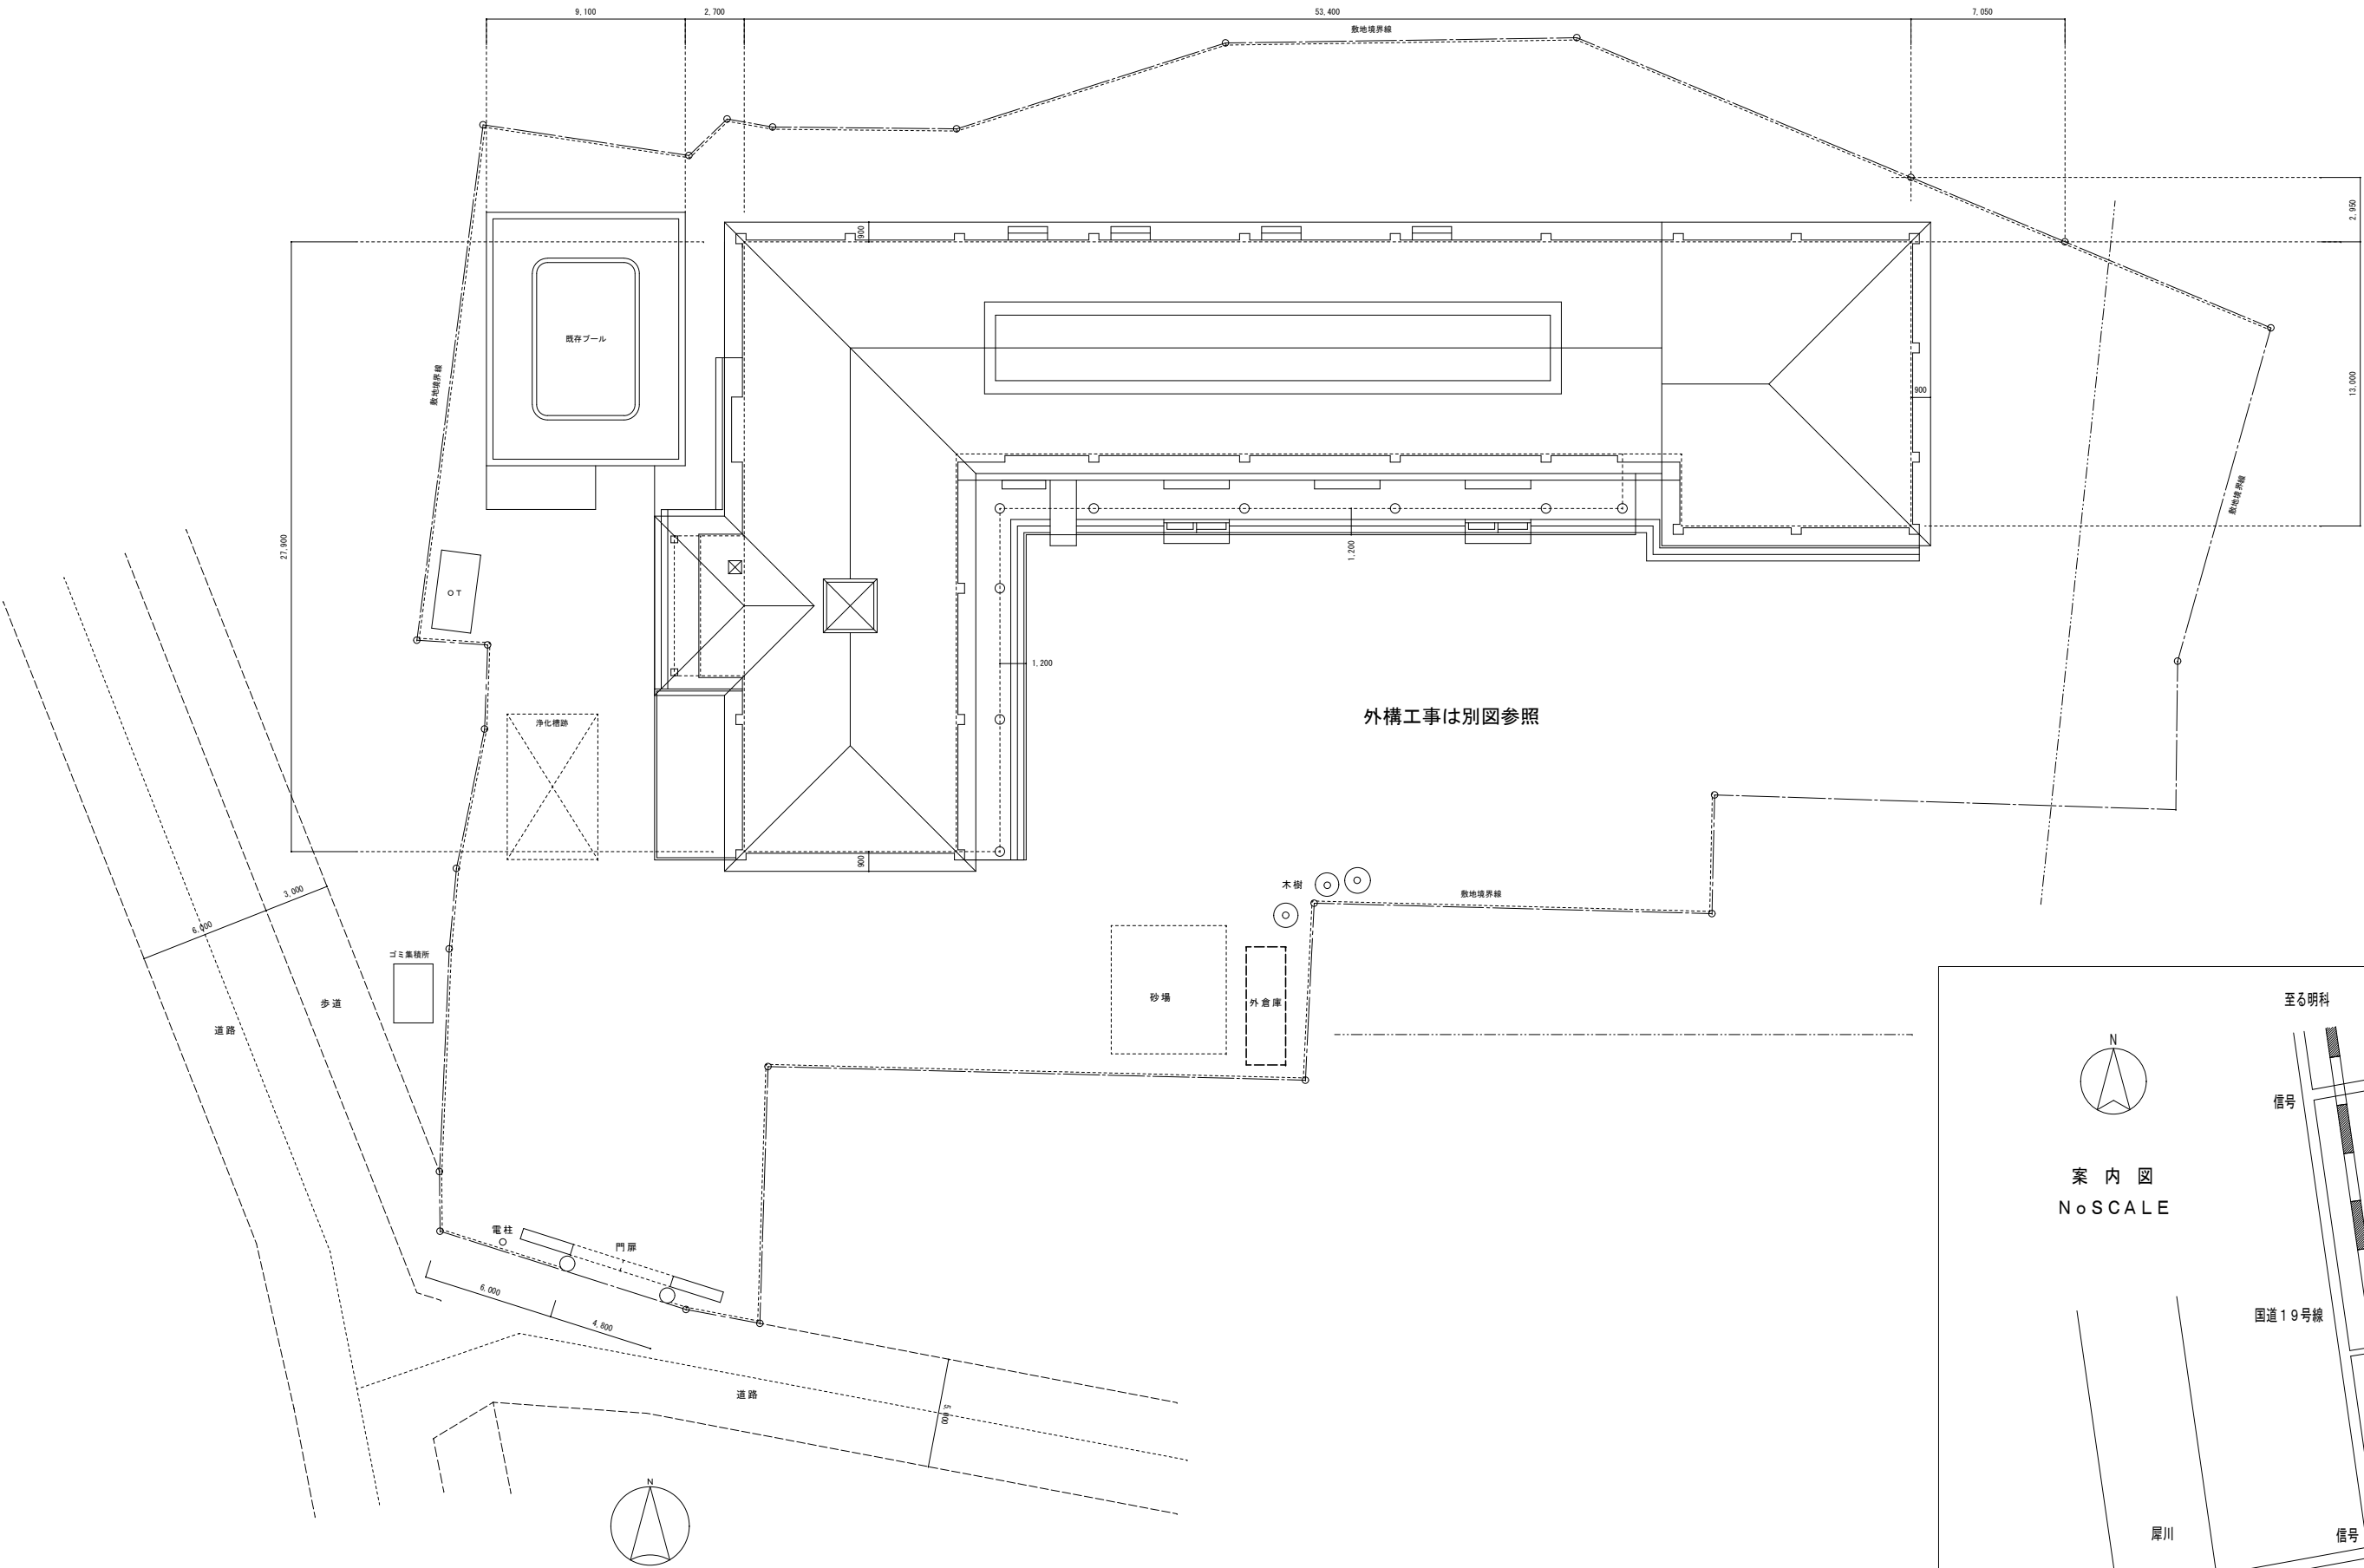 9,100
2,700
53,400
7,050
敷地境界線
2,950
900
既存プール
敷地境界線
13,000
900
敷地境界線
27,900
1,200
OT
1,200
外構工事は別図参照
浄化槽跡
900
3,000
6,000
木樹
敷地境界線
ゴミ集積所
歩道
道路
砂場
外倉庫
至る明科
N
信号
案内図
NoSCALE
電柱
門扉
6,000
4,800
国道19号線
道路
5,000
N
犀川
信号